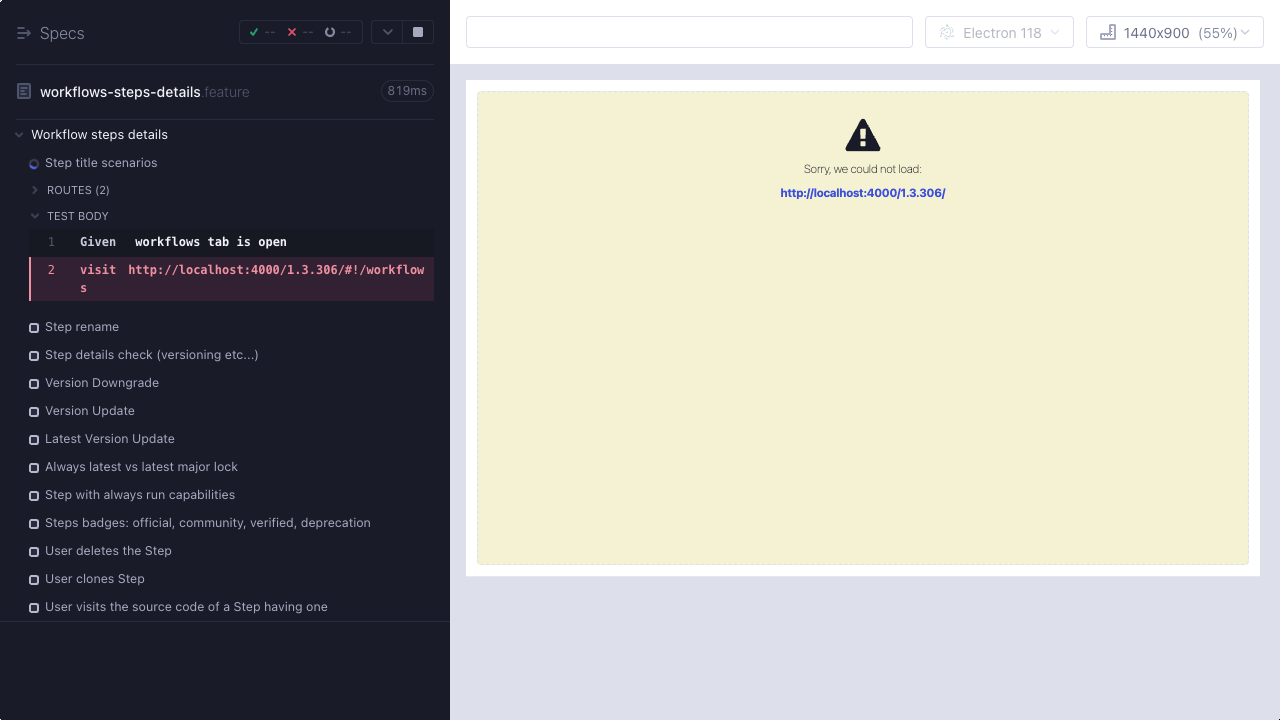 Specs
-- -- --
workflows-steps-details.feature 819ms
Workflow steps details
Step title scenarios
ROUTES (2)
TEST BODY
1 Given workflows tab is open
2 visit http://localhost:4000/1.3.306/#!/workflow
s
Step rename
Step details check (versioning etc...)
Version Downgrade
Version Update
Latest Version Update
Always latest vs latest major lock
Step with always run capabilities
Steps badges: official, community, verified, deprecation
User deletes the Step
User clones Step
User visits the source code of a Step having one
Electron 118
1440x900 (55%)
Sorry, we could not load:
http://localhost:4000/1.3.306/